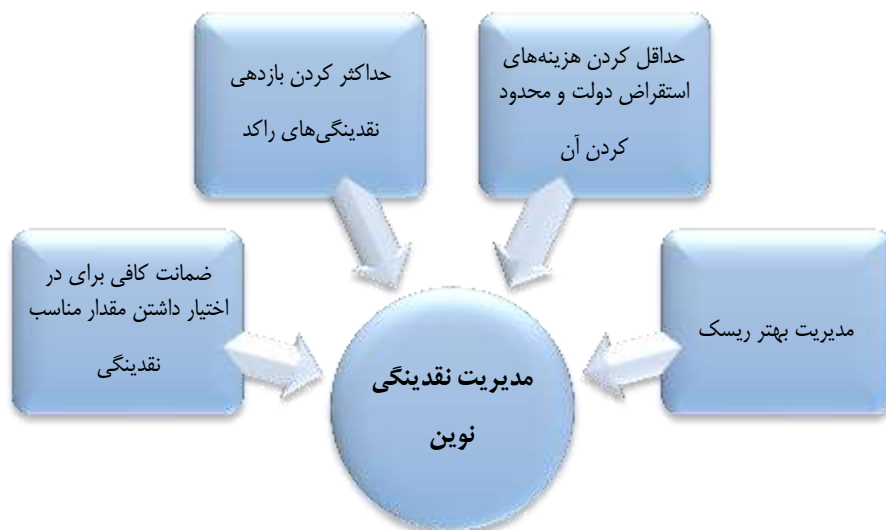 حداقل کردن هزینه‌های
استقراض دولت و محدود
کردن آن
حداکثر کردن بازدهی
نقدینگی‌های راکد
مدیریت بهتر ریسک
ضمانت کافی برای در
اختیار داشتن مقدار مناسب
نقدینگی
مدیریت نقدینگی
نوین